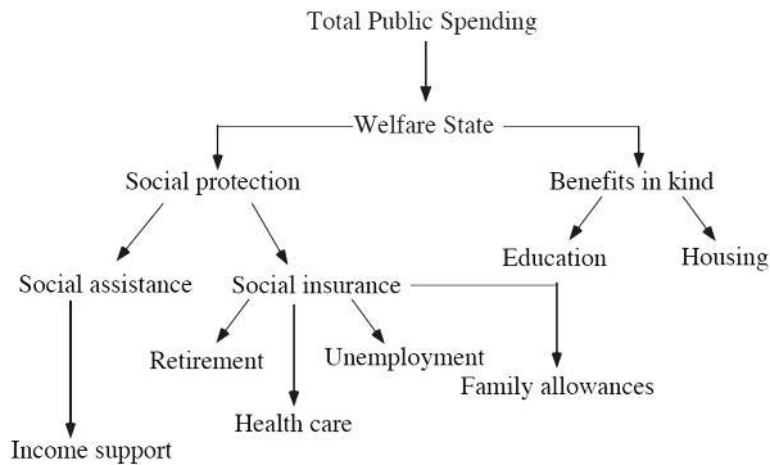 Total Public Spending
Welfare State
Social protection
Benefits in kind
Education
Housing
Social assistance
Social insurance
Retirement
Unemployment
Family allowances
Health care
Income support